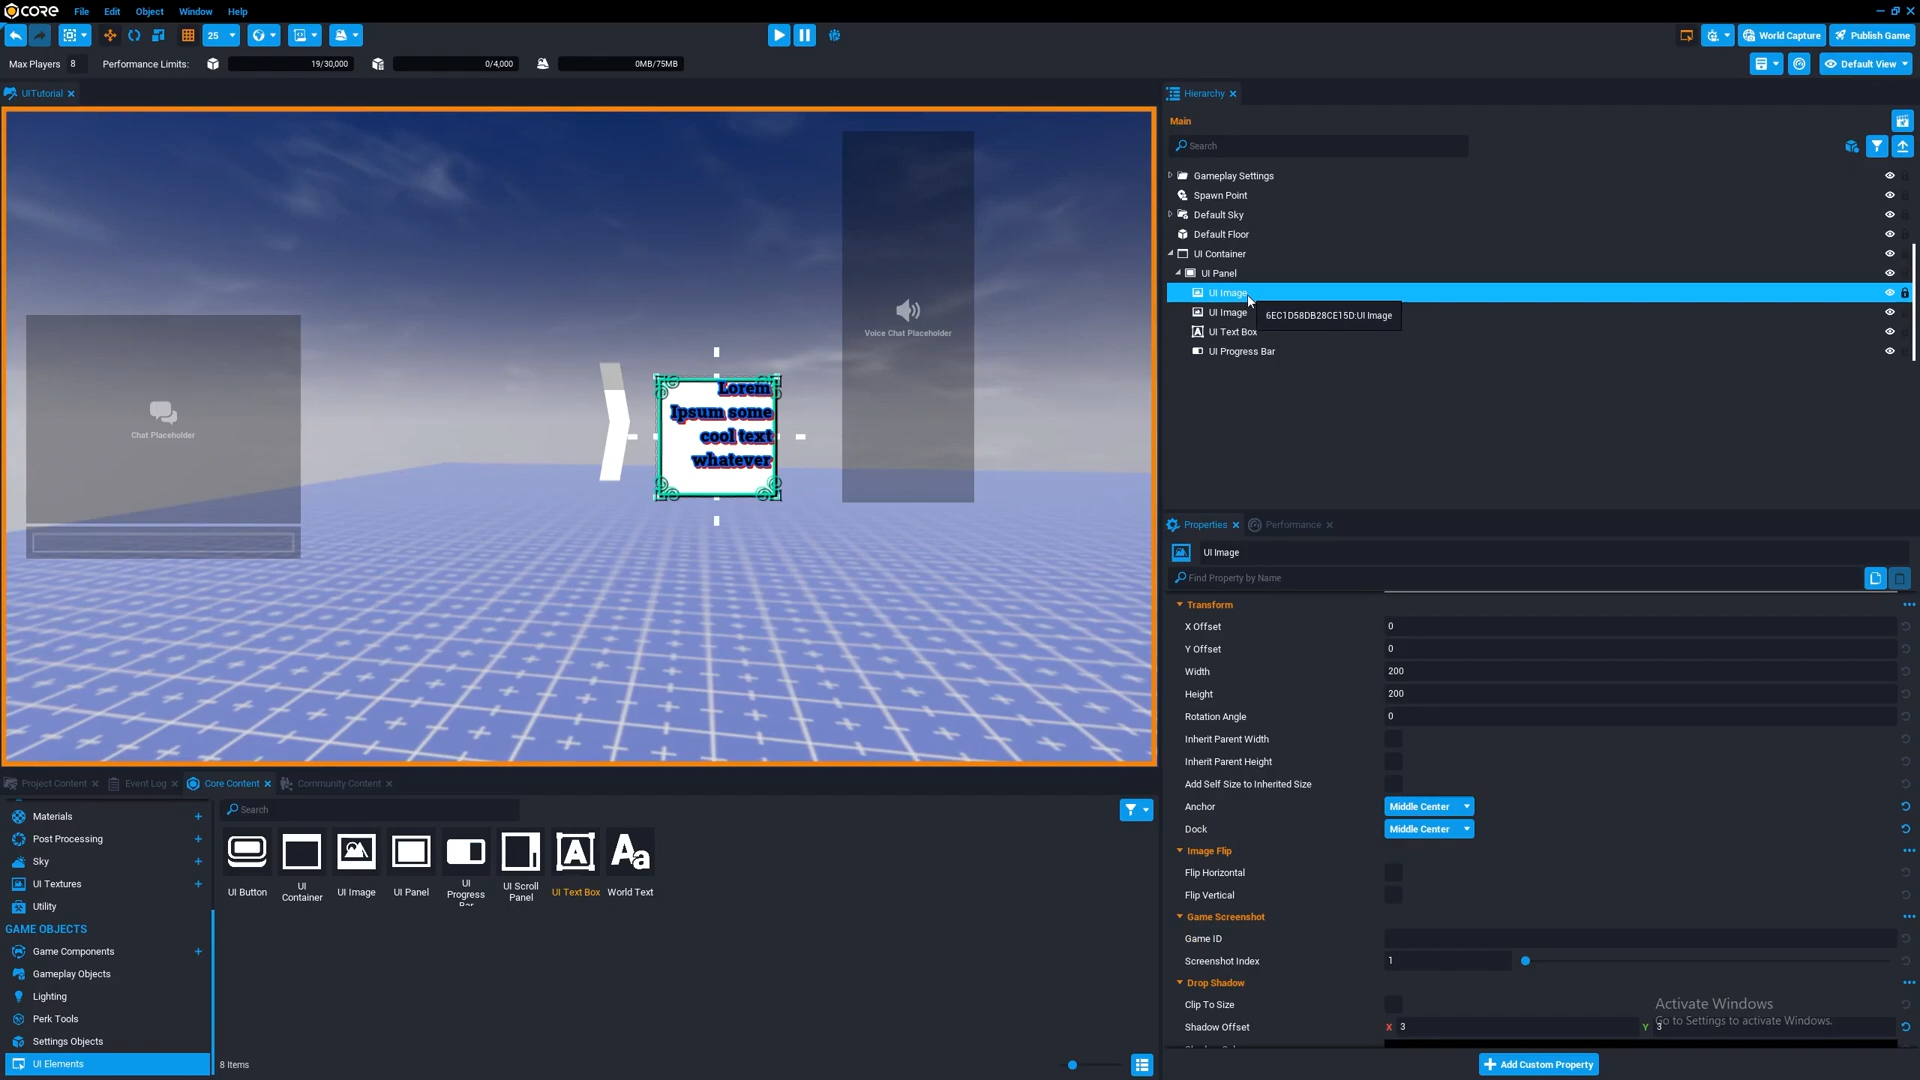 CORE File Edit Object Window Help
25
World Capture Publish Game
Max Players 8 Performance Limits: 19/30,000 0/4,000 0MB/75MB
Default View
UITutorial
Hierarchy
Main
Search
Gameplay Settings
Spawn Point
Default Sky
Default Floor
UI Container
UI Panel
UI Image
UI Image
6EC1D58DB28CE15D:UI Image
UI Text Box
UI Progress Bar
Voice Chat Placeholder
Chat Placeholder
Lorem
Ipsum some
cool text
whatever
Properties Performance
UI Image
Find Property by Name
Transform
X Offset 0
Y Offset 0
Width 200
Height 200
Rotation Angle 0
Inherit Parent Width
Inherit Parent Height
Add Self Size to Inherited Size
Anchor Middle Center
Dock Middle Center
Image Flip
Flip Horizontal
Flip Vertical
Game Screenshot
Game ID
Screenshot Index 1
Drop Shadow
Clip To Size
Shadow Offset X 3 Y 3
Activate Windows
Go to Settings to activate Windows.
Add Custom Property
Project Content Event Log Core Content Community Content
Search
Materials
Post Processing
Sky
UI Textures
Utility
GAME OBJECTS
Game Components
Gameplay Objects
Lighting
Perk Tools
Settings Objects
UI Elements
UI Button
UI Container
UI Image
UI Panel
UI Progress
UI Scroll Panel
UI Text Box
World Text
8 Items